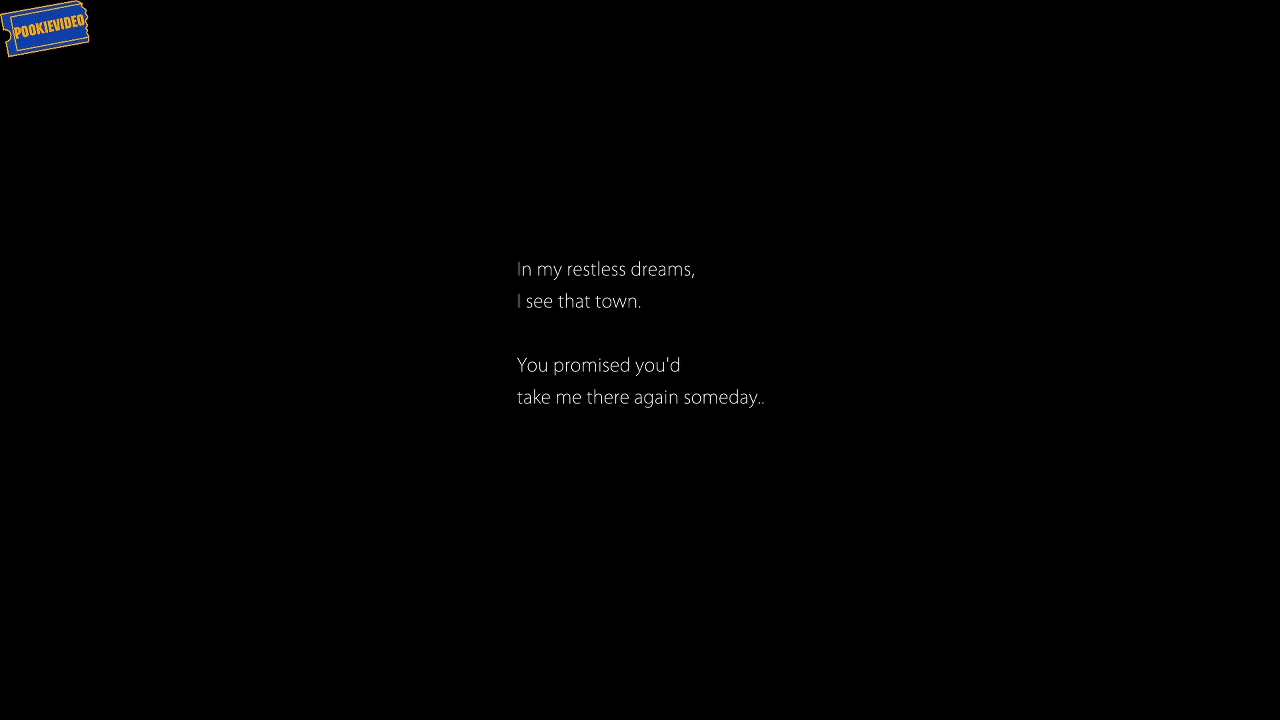 POOKIEVIDEO
In my restless dreams,
I see that town.
You promised you'd
take me there again someday..